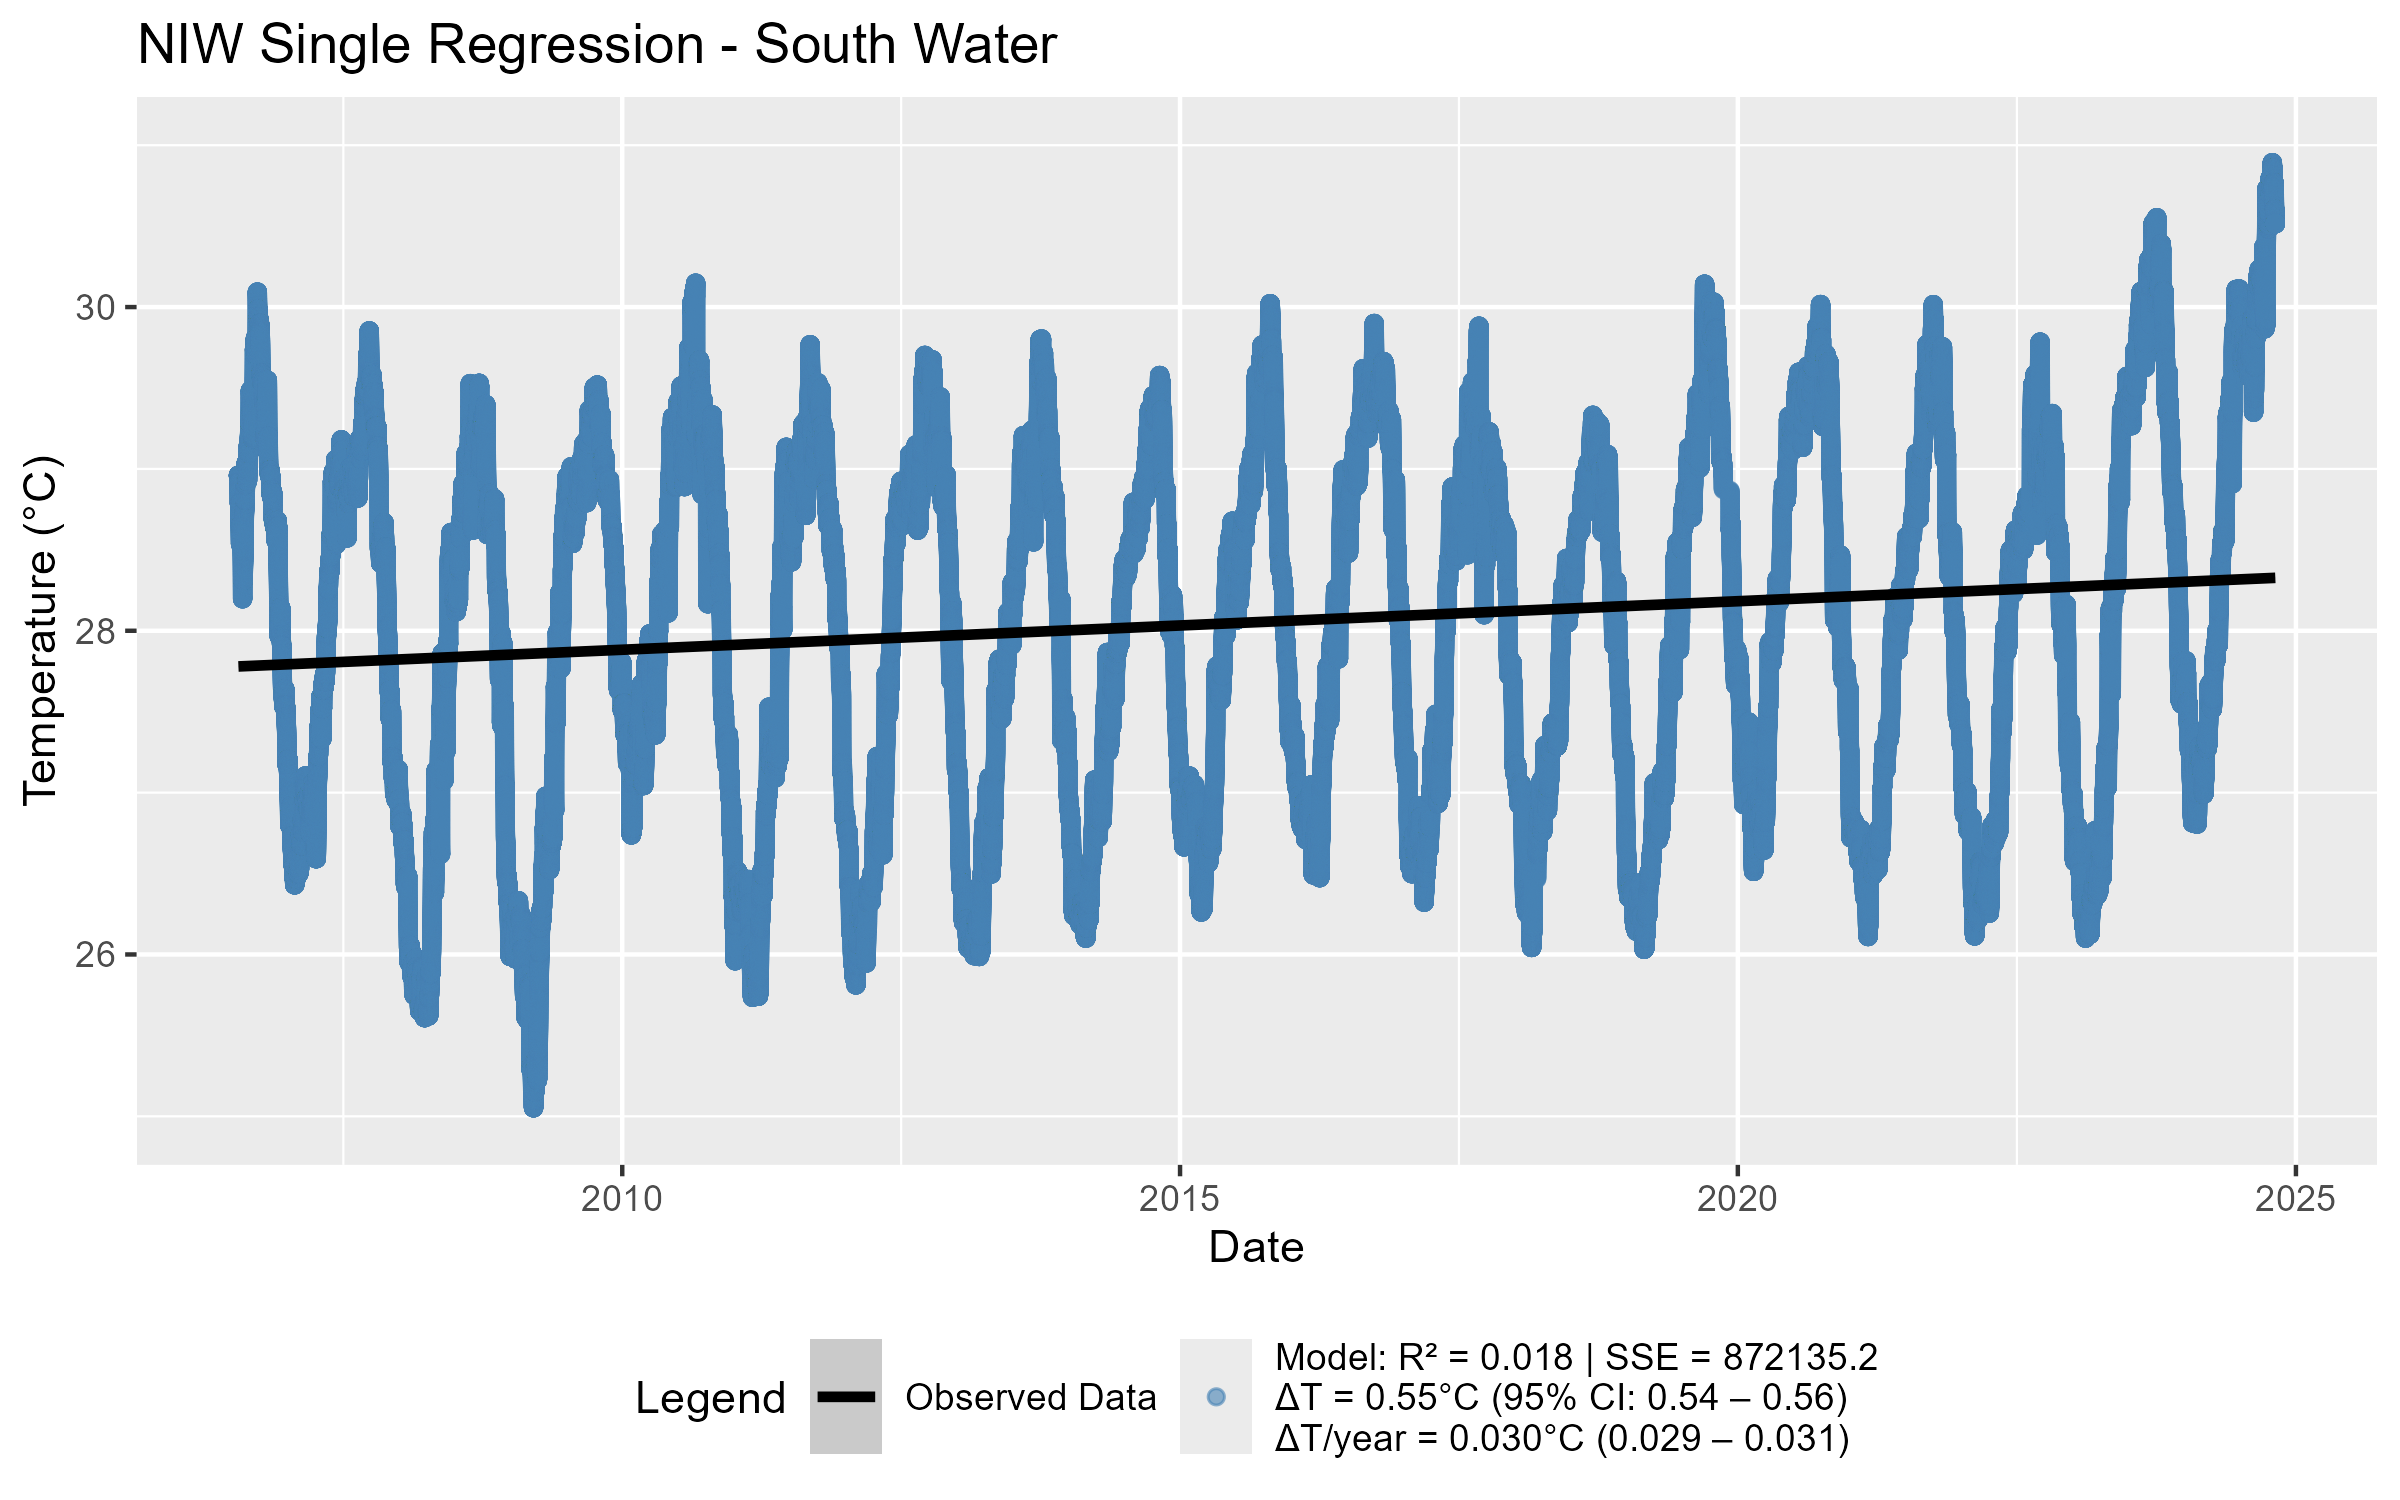 NIW Single Regression - South Water
Temperature (°C)
30
28
26
2010
2015
2020
2025
Date
Legend
Observed Data
Model: R² = 0.018 | SSE = 872135.2
ΔT = 0.55°C (95% CI: 0.54 – 0.56)
ΔT/year = 0.030°C (0.029 – 0.031)